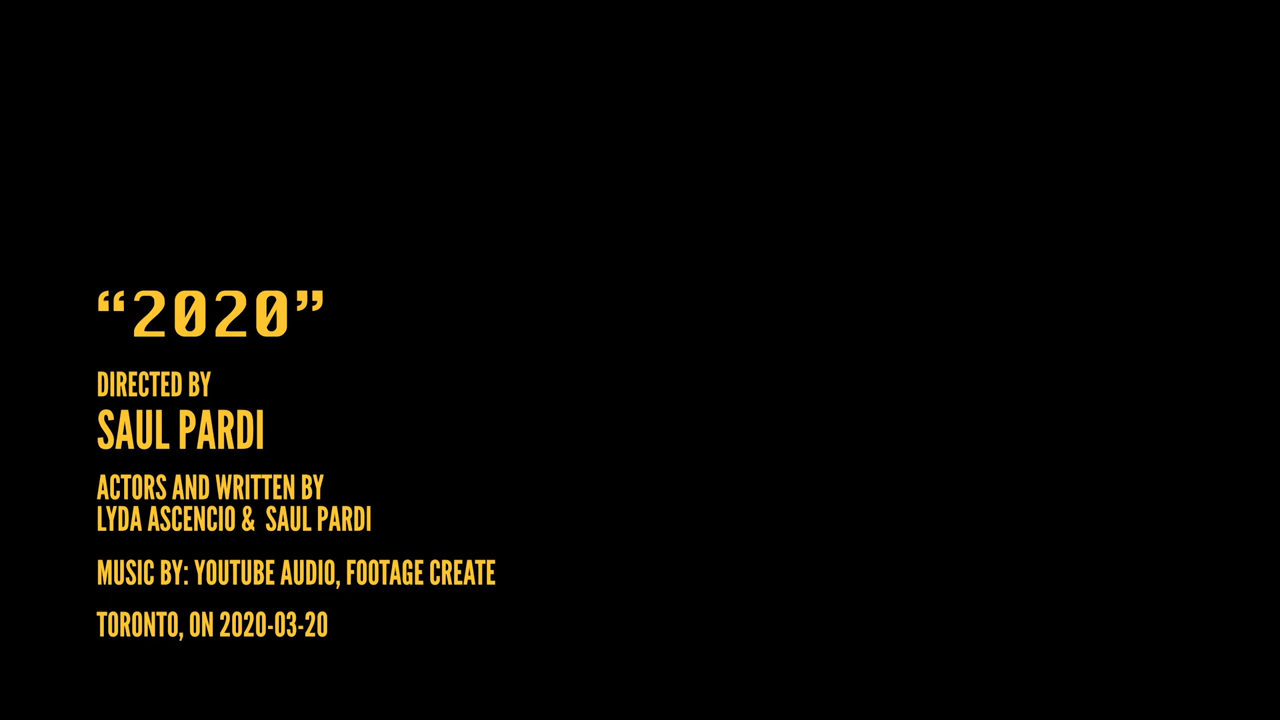 “2020”
DIRECTED BY
SAUL PARDI
ACTORS AND WRITTEN BY
LYDA ASCENCIO & SAUL PARDI
MUSIC BY: YOUTUBE AUDIO, FOOTAGE CREATE
TORONTO, ON 2020-03-20